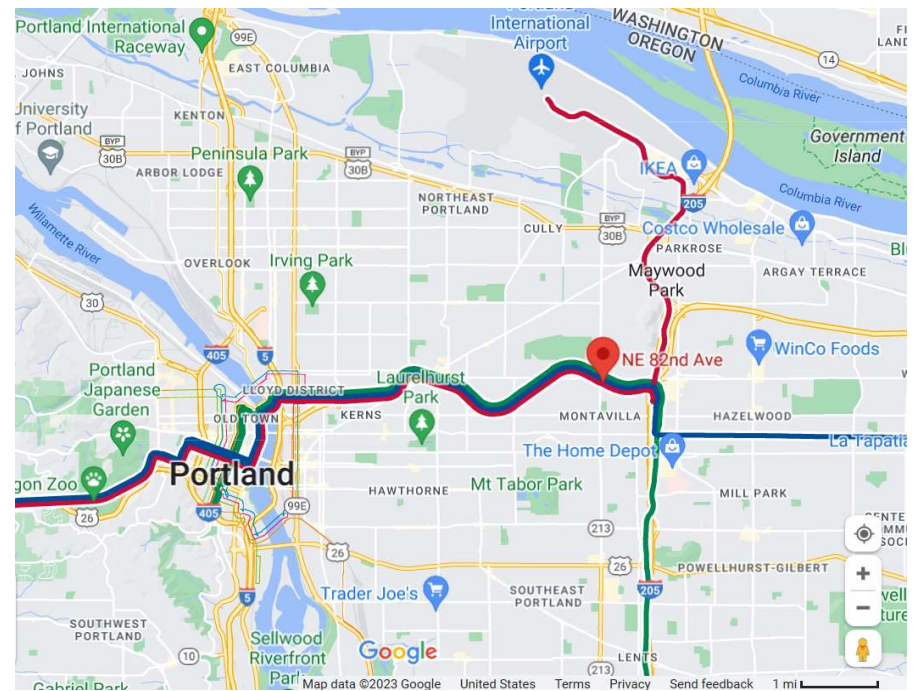 Portland International
Raceway
99E
EAST COLUMBIA
International
Airport
WASHINGTON
OREGON
14
LAND
JOHNS
Columbia River
University
of Portland
KENTON
BYP
30B
Peninsula Park
ARBOR LODGE
BYP
30B
Government
Island
IKEA
205
Columbia River
NORTHEAST
PORTLAND
CULLY
BYP
30B
Costco Wholesale
PARKROSE
Willamette River
OVERLOOK
Irving Park
Maywood
Park
ARGAY TERRACE
30
405
5
NE 82nd Ave
WinCo Foods
Portland
Japanese
Garden
LLOYD DISTRICT
Laurelhurst
Park
OLD TOWN
KERNS
MONTAVILLA
HAZELWOOD
The Home Depot
La Tapatia
gon Zoo
Portland
HAWTHORNE
Mt Tabor Park
MILL PARK
26
405
99E
213
26
26
POWELLHURST-GILBERT
Trader Joe's
SOUTHEAST
PORTLAND
205
5
SOUTHWEST
PORTLAND
Sellwood
Riverfront
Park
10
Google
213
LENTS
Gabriel Park
Map data ©2023 Google United States Terms Privacy Send feedback 1 mi